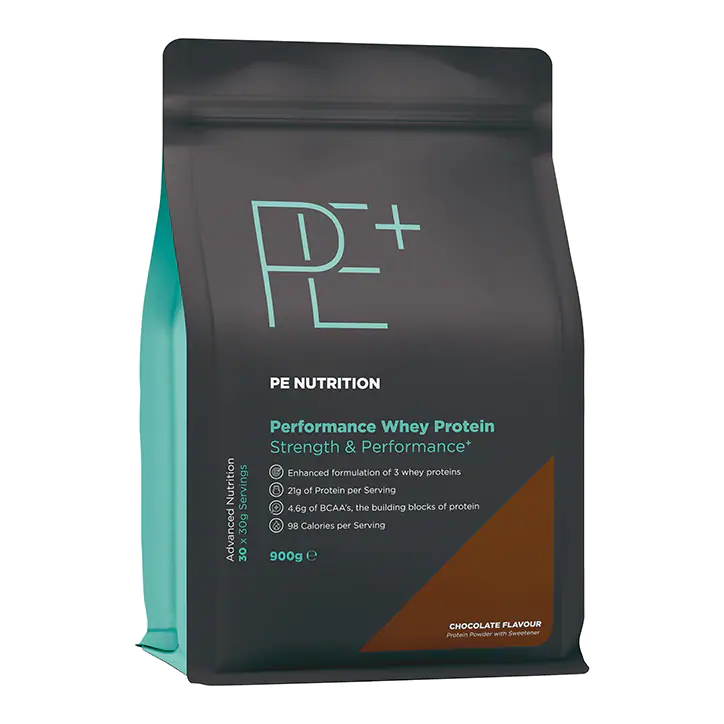 PE+
PE NUTRITION
Performance Whey Protein
Strength & Performance+
Enhanced formulation of 3 whey proteins
21g of Protein per Serving
4.6g of BCAA's, the building blocks of protein
98 Calories per Serving
900g ℮
Advanced Nutrition
30 x 30g Servings
CHOCOLATE FLAVOUR
Protein Powder with Sweetener